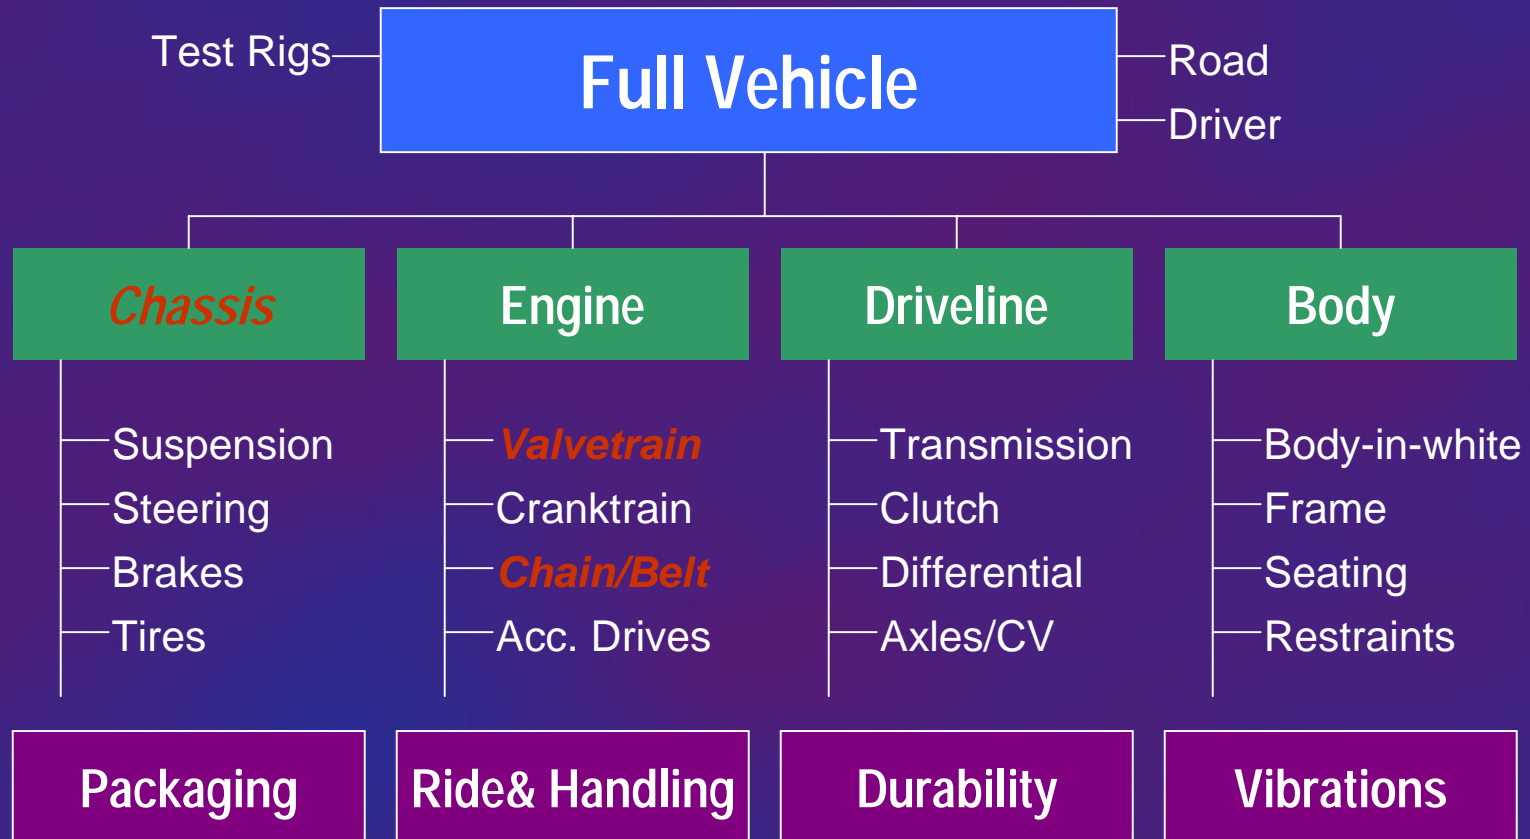 Test Rigs
Full Vehicle
Road
Driver
Chassis
Engine
Driveline
Body
Suspension
Steering
Brakes
Tires
Valvetrain
Cranktrain
Chain/Belt
Acc. Drives
Transmission
Clutch
Differential
Axles/CV
Body-in-white
Frame
Seating
Restraints
Packaging
Ride& Handling
Durability
Vibrations